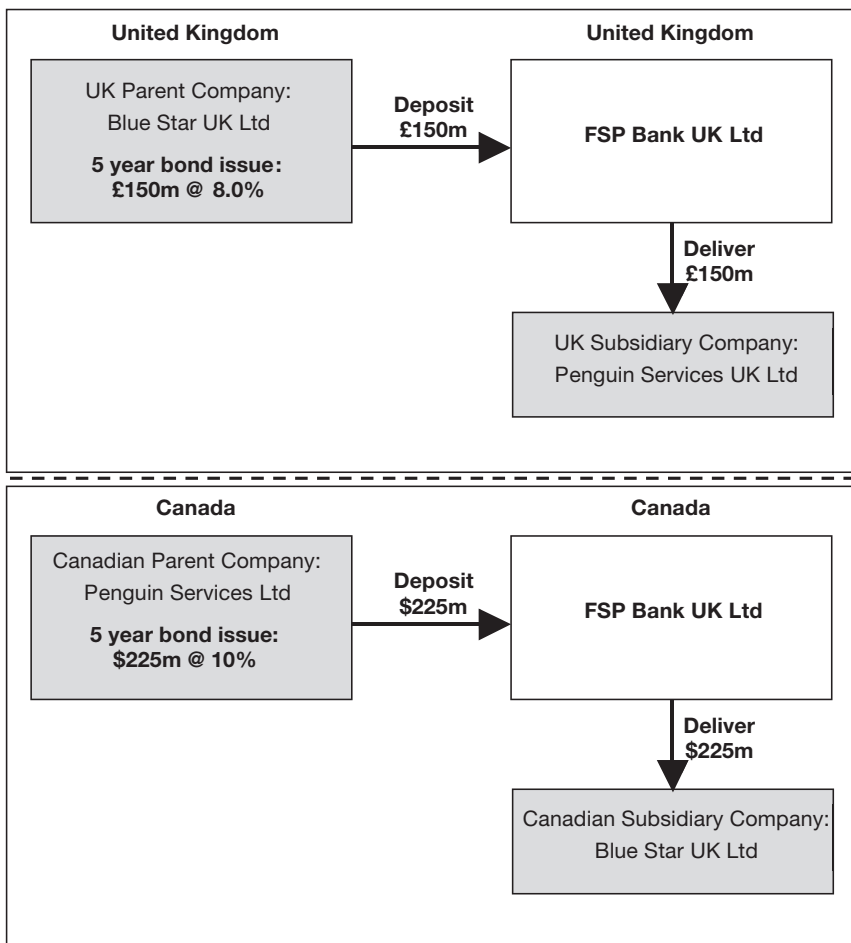 United Kingdom
UK Parent Company:
Blue Star UK Ltd
5 year bond issue:
£150m @ 8.0%
Deposit
£150m
United Kingdom
FSP Bank UK Ltd
Deliver
£150m
UK Subsidiary Company:
Penguin Services UK Ltd
Canada
Canadian Parent Company:
Penguin Services Ltd
5 year bond issue:
$225m @ 10%
Deposit
$225m
Canada
FSP Bank UK Ltd
Deliver
$225m
Canadian Subsidiary Company:
Blue Star UK Ltd